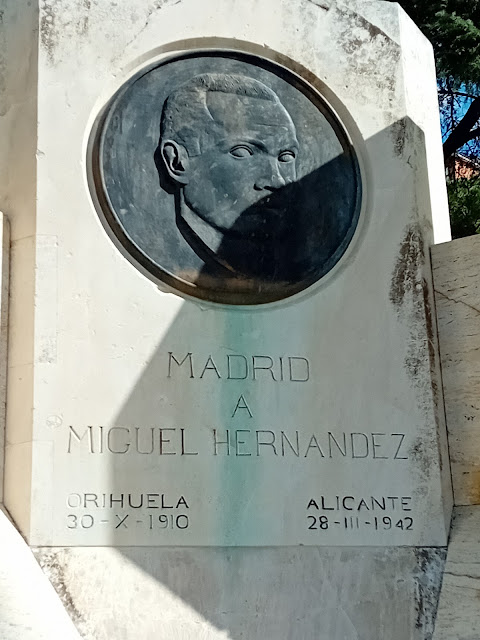 MADRID
A
MIGUEL HERNANDEZ
ORIHUELA ALICANTE
30-X-1910 28-III-1942